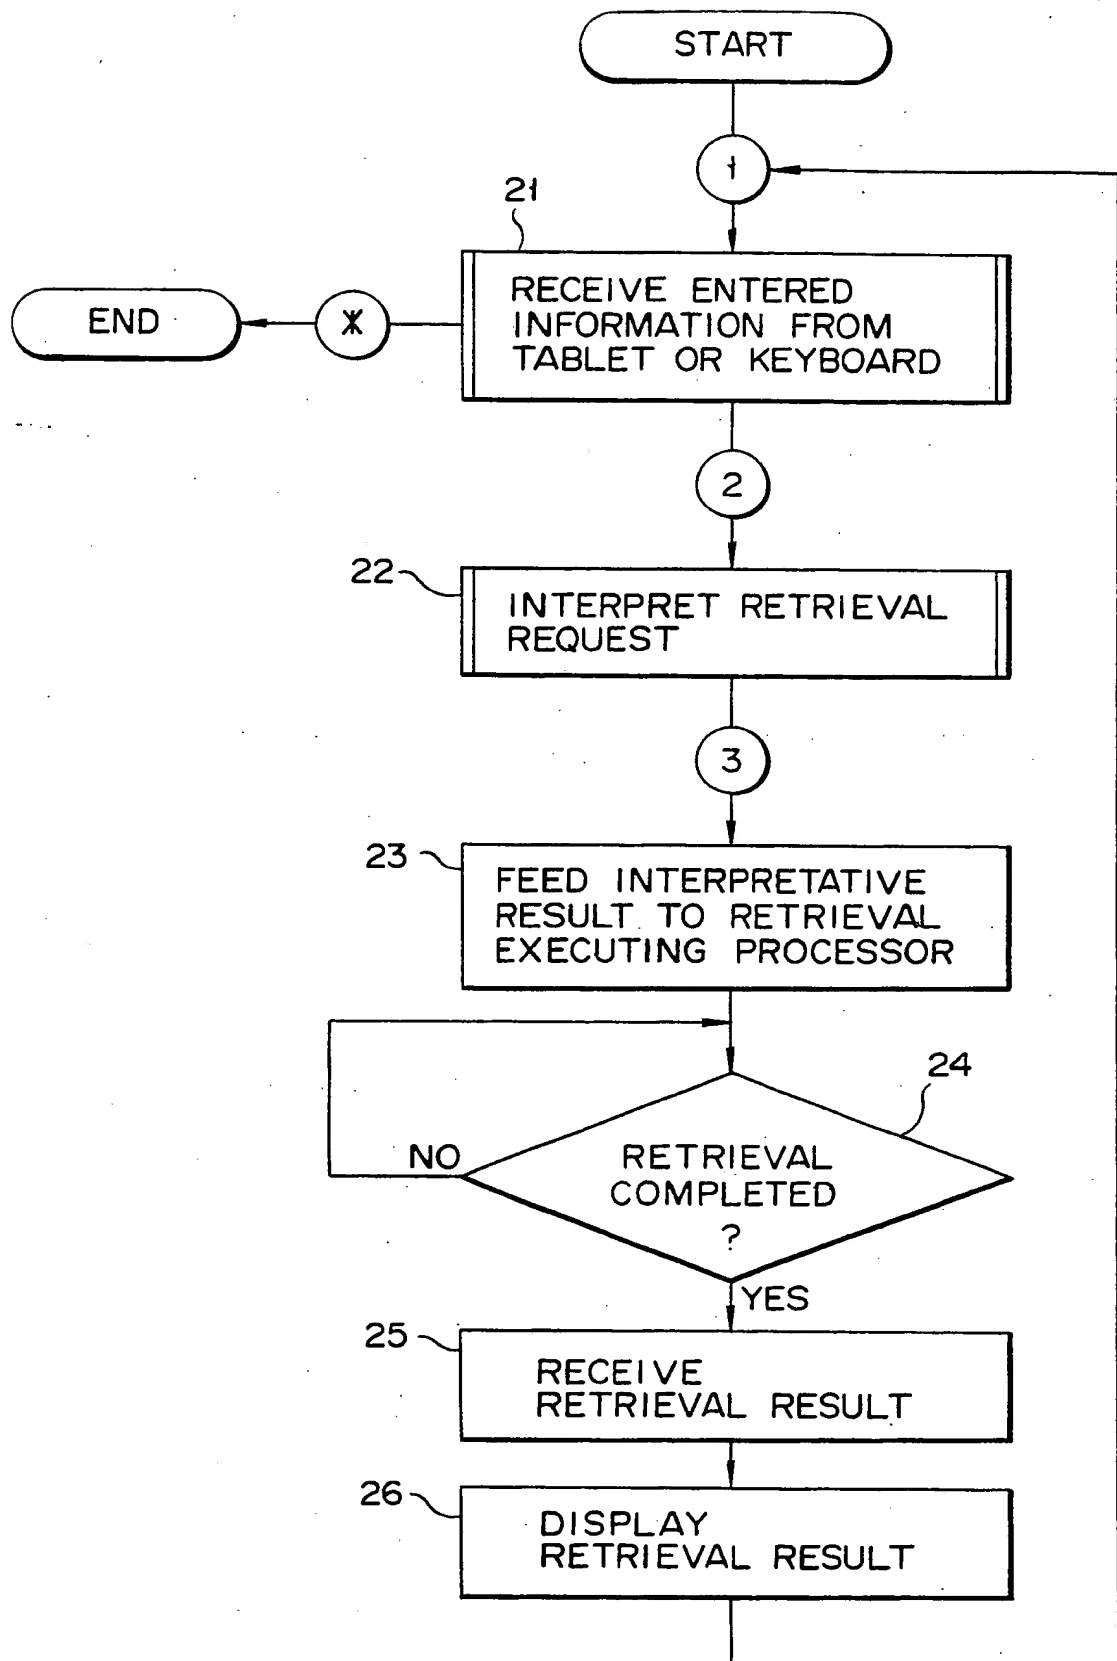 START
1
21
RECEIVE ENTERED
INFORMATION FROM
TABLET OR KEYBOARD
END
*
2
22
INTERPRET RETRIEVAL
REQUEST
3
23
FEED INTERPRETATIVE
RESULT TO RETRIEVAL
EXECUTING PROCESSOR
24
NO
RETRIEVAL
COMPLETED
?
YES
25
RECEIVE
RETRIEVAL RESULT
26
DISPLAY
RETRIEVAL RESULT